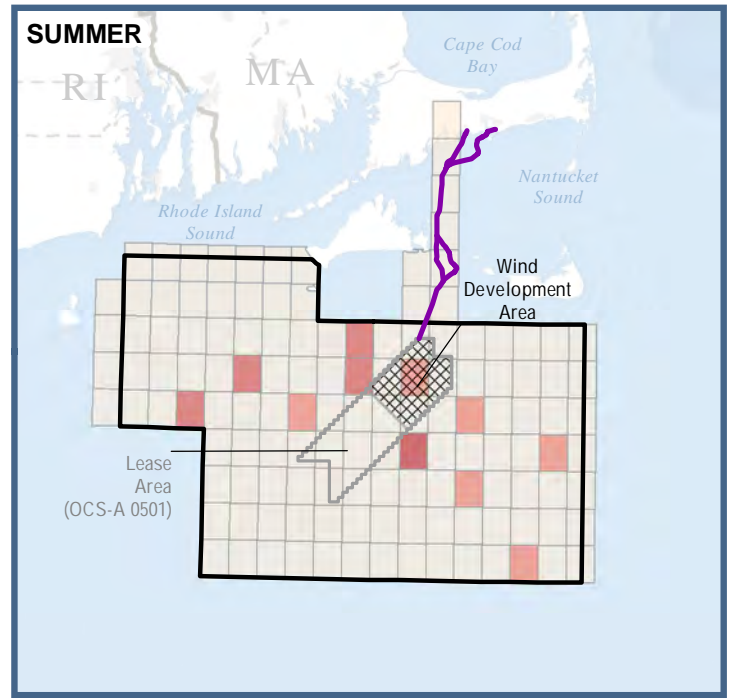 SUMMER
Cape Cod
Bay
RI
MA
Nantucket
Sound
Rhode Island
Sound
Wind
Development
Area
Lease
Area
(OCS-A 0501)